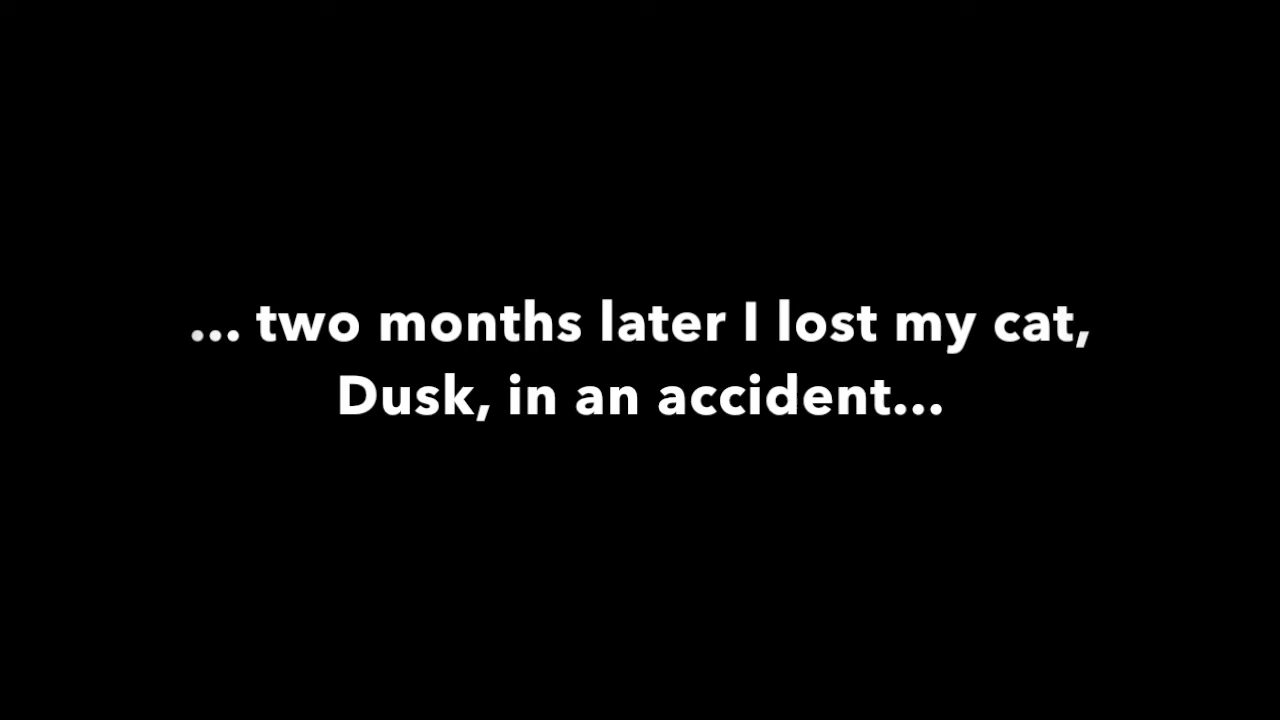 ... two months later I lost my cat,
Dusk, in an accident...